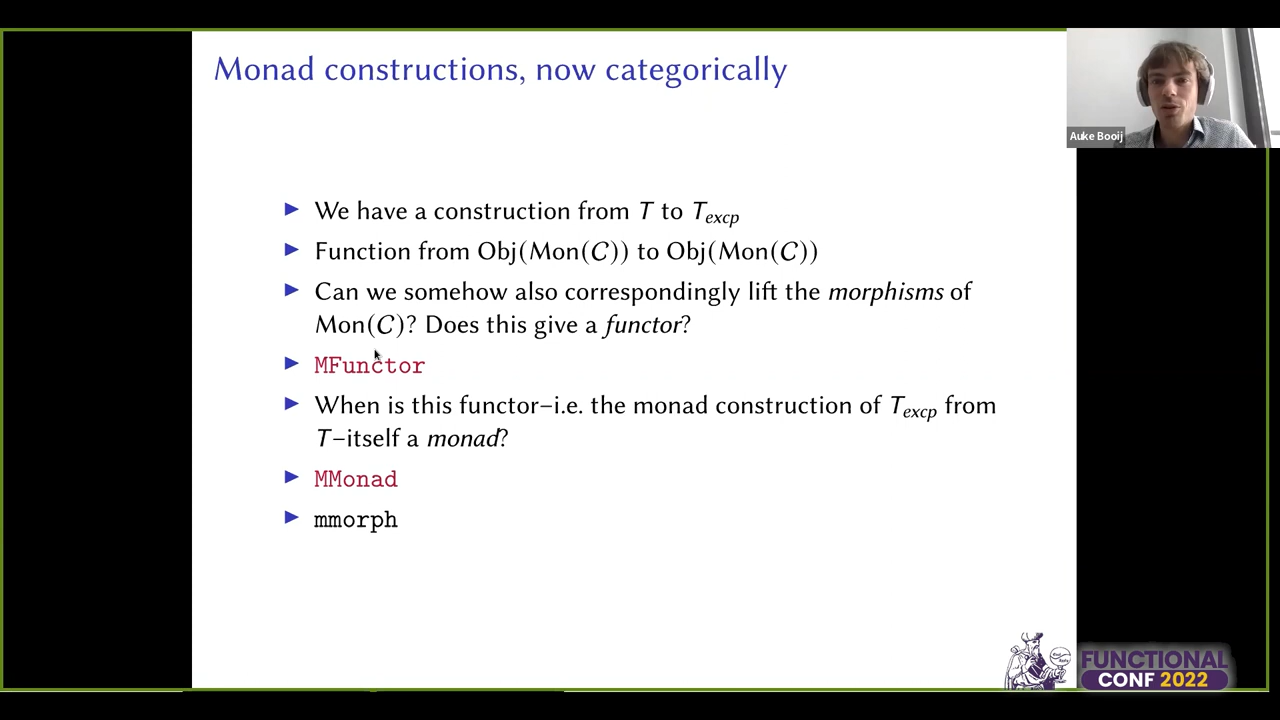 Monad constructions, now categorically
Auke Booij
▶ We have a construction from T to T_excp
▶ Function from Obj(Mon(𝒞)) to Obj(Mon(𝒞))
▶ Can we somehow also correspondingly lift the morphisms of
Mon(𝒞)? Does this give a functor?
▶ MFunctor
▶ When is this functor–i.e. the monad construction of T_excp from
T–itself a monad?
▶ MMonad
▶ mmorph
FUNCTIONAL
CONF 2022